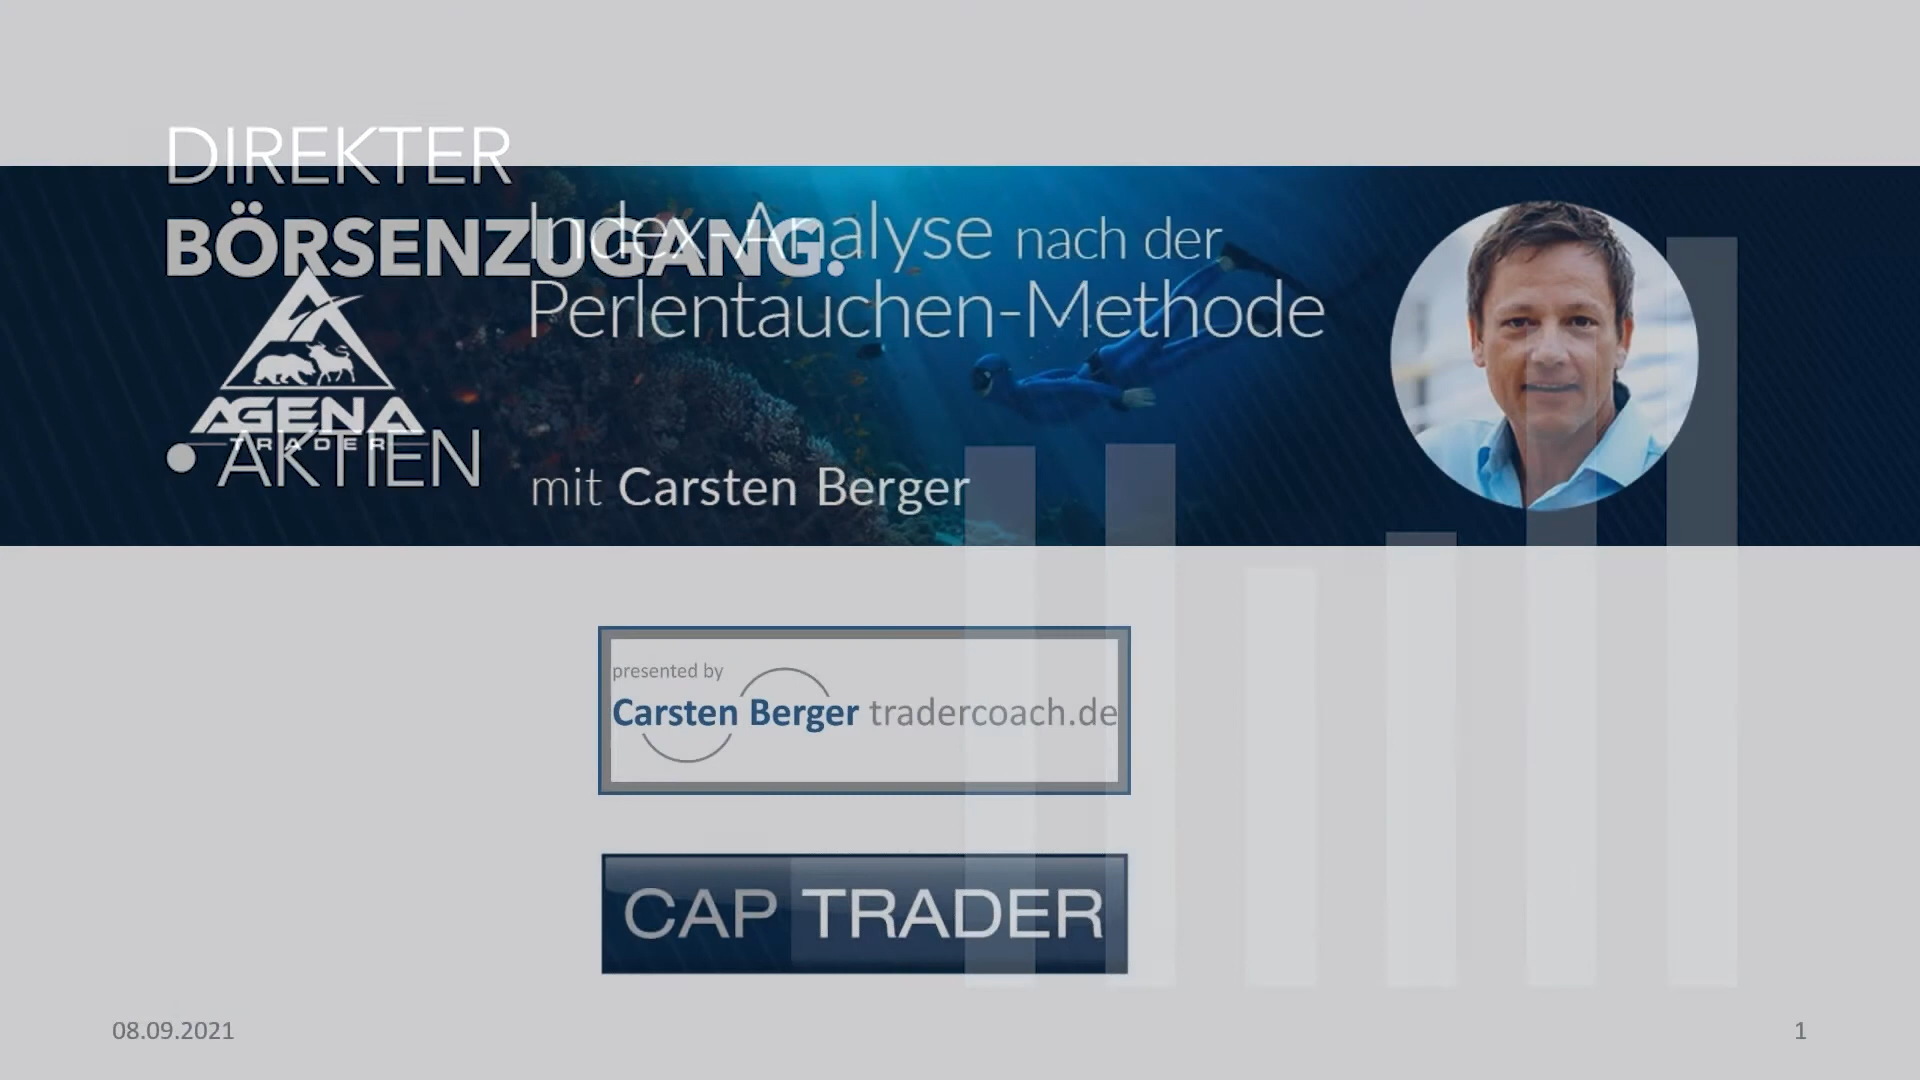 DIREKTER
BÖRSENZUGANG.
Index-Analyse nach der
Perlentauchen-Methode
AGENA
TRADER
• AKTIEN
mit Carsten Berger
presented by
Carsten Berger tradercoach.de
CAP TRADER
08.09.2021
1